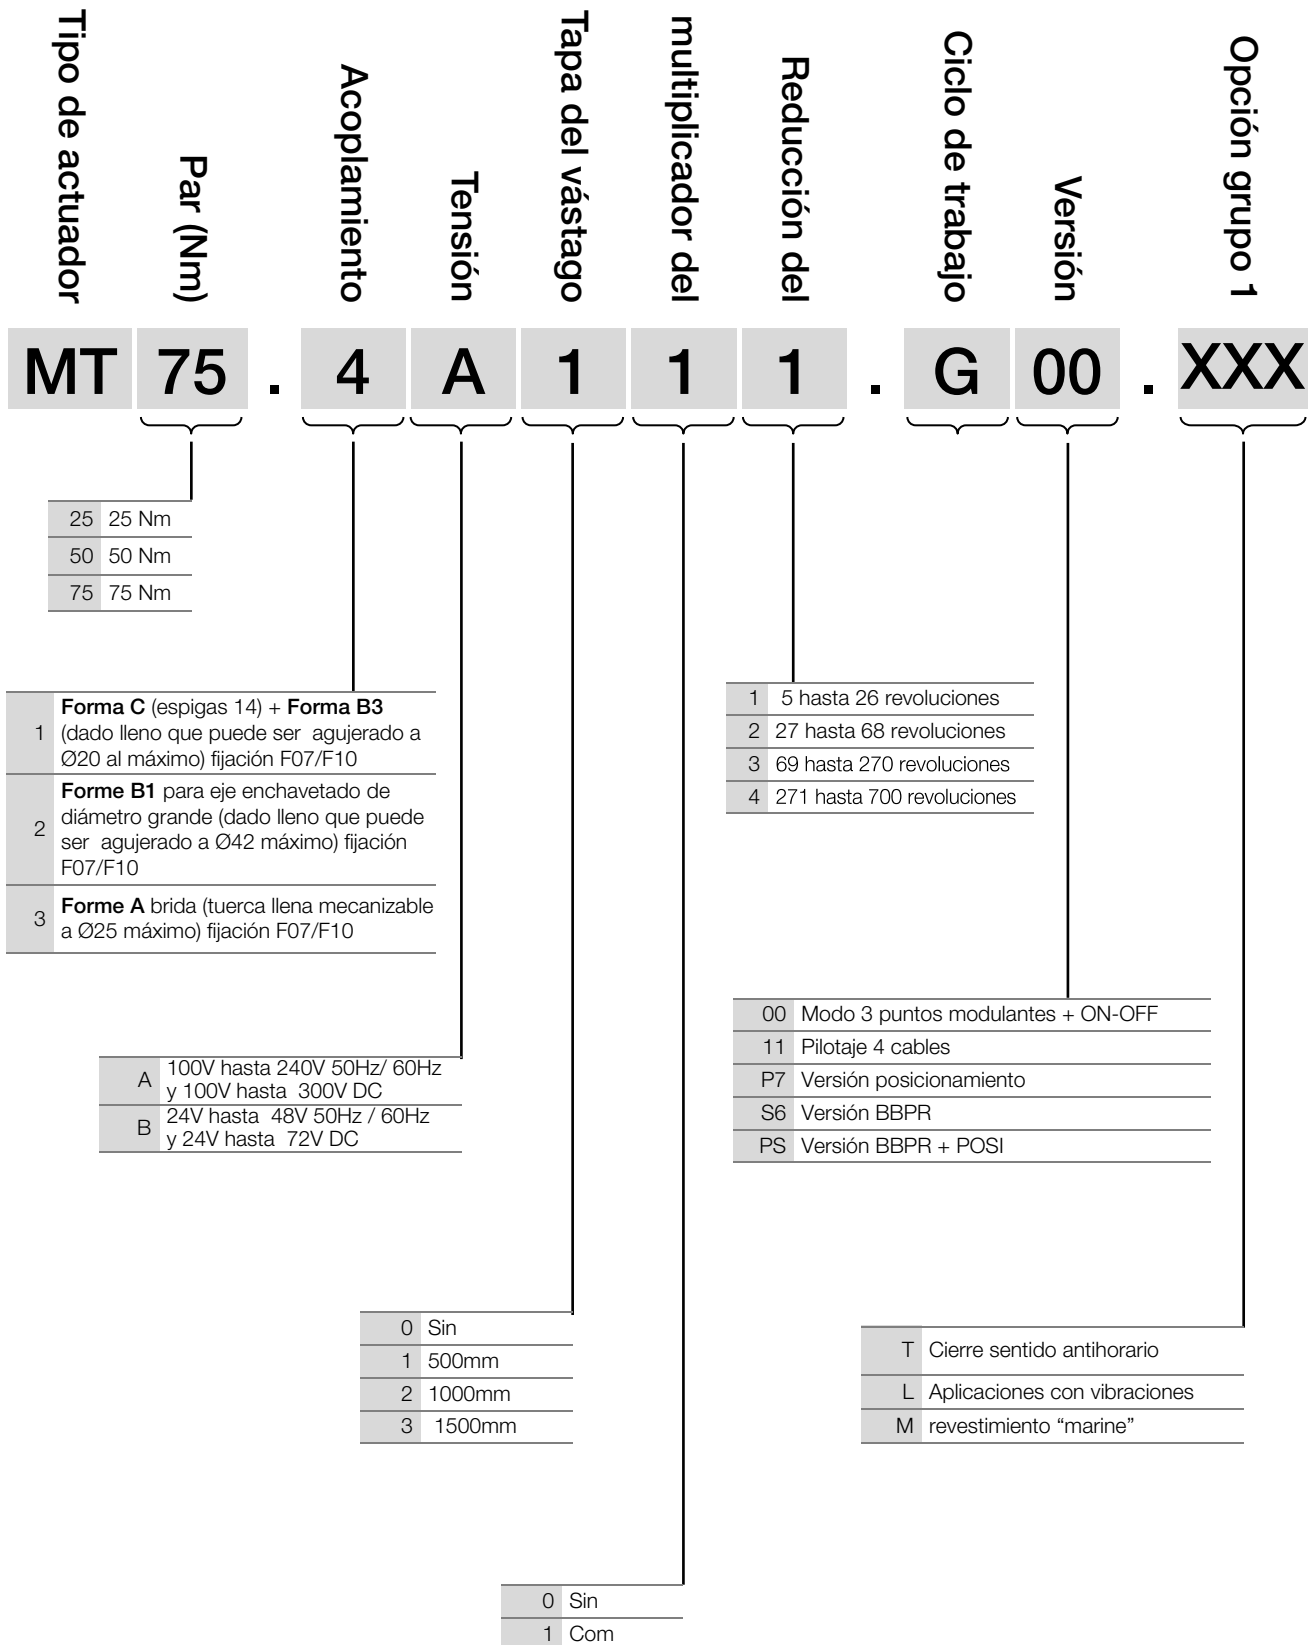 Tipo de actuador
Par (Nm)
Acoplamiento
Tensión
Tapa del vástago
multiplicador del
Reducción del
Ciclo de trabajo
Versión
Opción grupo 1
MT 75 . 4 A 1 1 1 . G 00 . XXX
25 25 Nm
50 50 Nm
75 75 Nm
1 Forma C (espigas 14) + Forma B3
(dado lleno que puede ser agujerado a
Ø20 al máximo) fijación F07/F10
2 Forme B1 para eje enchavetado de
diámetro grande (dado lleno que puede
ser agujerado a Ø42 máximo) fijación
F07/F10
3 Forme A brida (tuerca llena mecanizable
a Ø25 máximo) fijación F07/F10
1 5 hasta 26 revoluciones
2 27 hasta 68 revoluciones
3 69 hasta 270 revoluciones
4 271 hasta 700 revoluciones
A 100V hasta 240V 50Hz/ 60Hz
y 100V hasta 300V DC
B 24V hasta 48V 50Hz / 60Hz
y 24V hasta 72V DC
00 Modo 3 puntos modulantes + ON-OFF
11 Pilotaje 4 cables
P7 Versión posicionamiento
S6 Versión BBPR
PS Versión BBPR + POSI
0 Sin
1 500mm
2 1000mm
3 1500mm
T Cierre sentido antihorario
L Aplicaciones con vibraciones
M revestimiento “marine”
0 Sin
1 Com